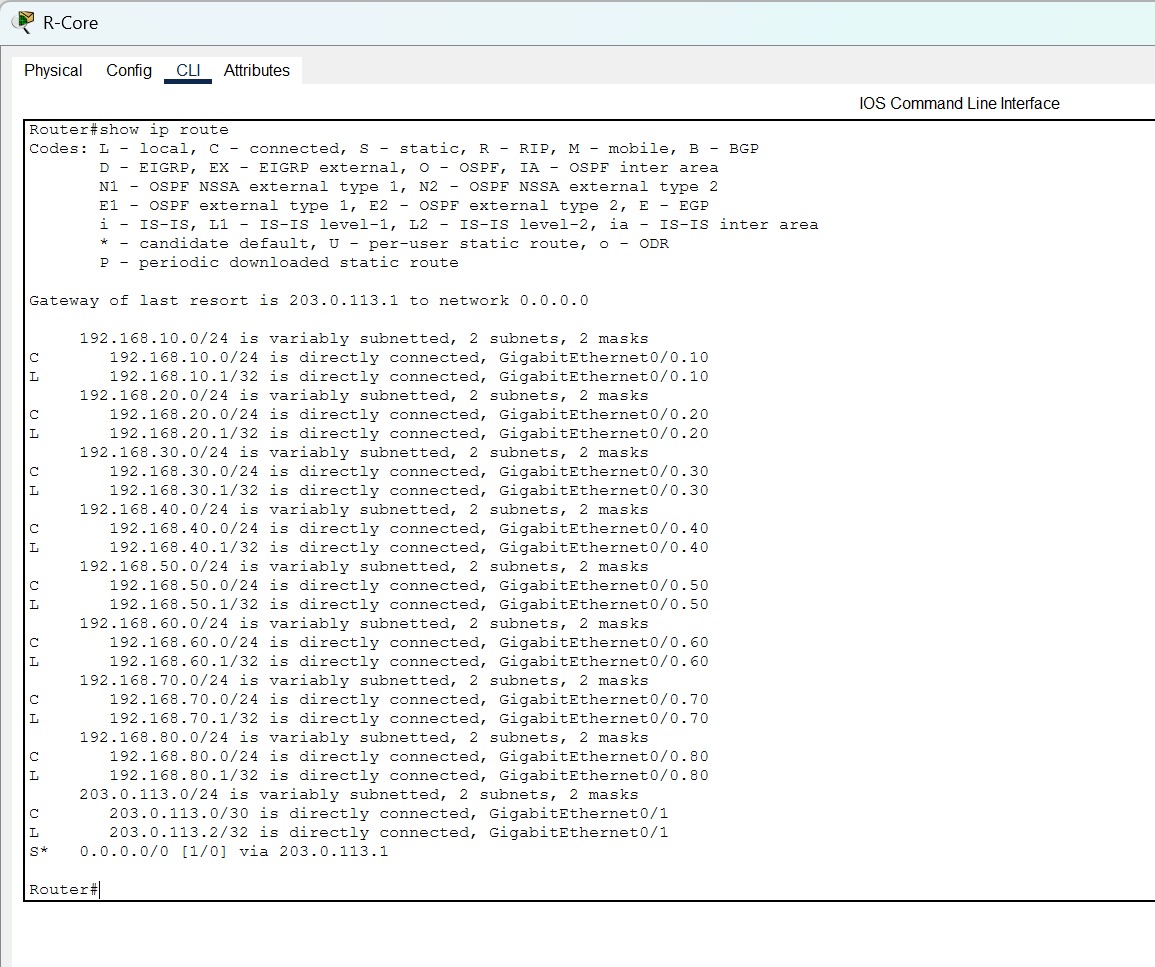 R-Core
Physical Config CLI Attributes
IOS Command Line Interface
Router#show ip route
Codes: L - local, C - connected, S - static, R - RIP, M - mobile, B - BGP
D - EIGRP, EX - EIGRP external, O - OSPF, IA - OSPF inter area
N1 - OSPF NSSA external type 1, N2 - OSPF NSSA external type 2
E1 - OSPF external type 1, E2 - OSPF external type 2, E - EGP
i - IS-IS, L1 - IS-IS level-1, L2 - IS-IS level-2, ia - IS-IS inter area
* - candidate default, U - per-user static route, o - ODR
P - periodic downloaded static route
Gateway of last resort is 203.0.113.1 to network 0.0.0.0
192.168.10.0/24 is variably subnetted, 2 subnets, 2 masks
C 192.168.10.0/24 is directly connected, GigabitEthernet0/0.10
L 192.168.10.1/32 is directly connected, GigabitEthernet0/0.10
192.168.20.0/24 is variably subnetted, 2 subnets, 2 masks
C 192.168.20.0/24 is directly connected, GigabitEthernet0/0.20
L 192.168.20.1/32 is directly connected, GigabitEthernet0/0.20
192.168.30.0/24 is variably subnetted, 2 subnets, 2 masks
C 192.168.30.0/24 is directly connected, GigabitEthernet0/0.30
L 192.168.30.1/32 is directly connected, GigabitEthernet0/0.30
192.168.40.0/24 is variably subnetted, 2 subnets, 2 masks
C 192.168.40.0/24 is directly connected, GigabitEthernet0/0.40
L 192.168.40.1/32 is directly connected, GigabitEthernet0/0.40
192.168.50.0/24 is variably subnetted, 2 subnets, 2 masks
C 192.168.50.0/24 is directly connected, GigabitEthernet0/0.50
L 192.168.50.1/32 is directly connected, GigabitEthernet0/0.50
192.168.60.0/24 is variably subnetted, 2 subnets, 2 masks
C 192.168.60.0/24 is directly connected, GigabitEthernet0/0.60
L 192.168.60.1/32 is directly connected, GigabitEthernet0/0.60
192.168.70.0/24 is variably subnetted, 2 subnets, 2 masks
C 192.168.70.0/24 is directly connected, GigabitEthernet0/0.70
L 192.168.70.1/32 is directly connected, GigabitEthernet0/0.70
192.168.80.0/24 is variably subnetted, 2 subnets, 2 masks
C 192.168.80.0/24 is directly connected, GigabitEthernet0/0.80
L 192.168.80.1/32 is directly connected, GigabitEthernet0/0.80
203.0.113.0/24 is variably subnetted, 2 subnets, 2 masks
C 203.0.113.0/30 is directly connected, GigabitEthernet0/1
L 203.0.113.2/32 is directly connected, GigabitEthernet0/1
S* 0.0.0.0/0 [1/0] via 203.0.113.1
Router#